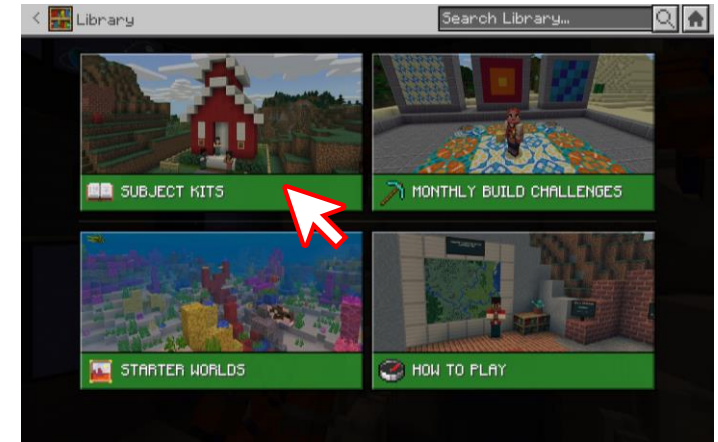 Library
Search Library...
SUBJECT KITS
MONTHLY BUILD CHALLENGES
STARTER WORLDS
HOW TO PLAY